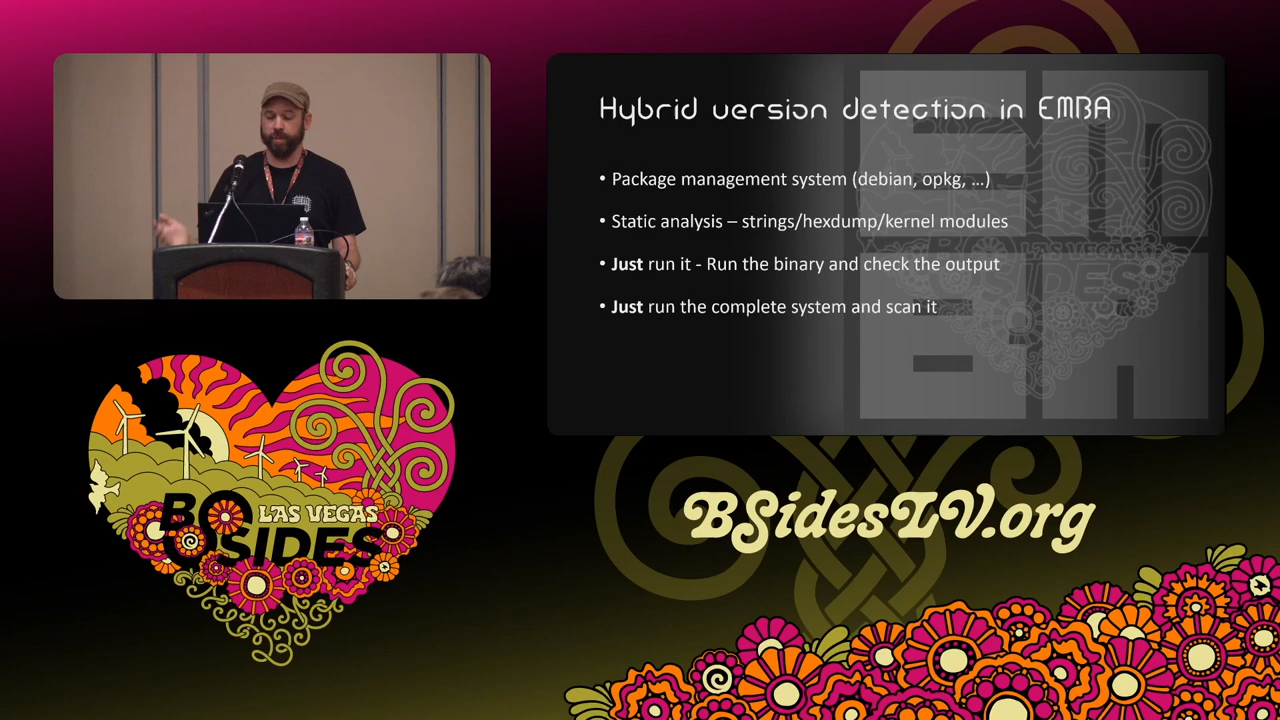 Hybrid version detection in EMBA
• Package management system (debian, opkg, …)
• Static analysis – strings/hexdump/kernel modules
• Just run it - Run the binary and check the output
• Just run the complete system and scan it
BSidesLV.org
LAS VEGAS
BSIDES
23